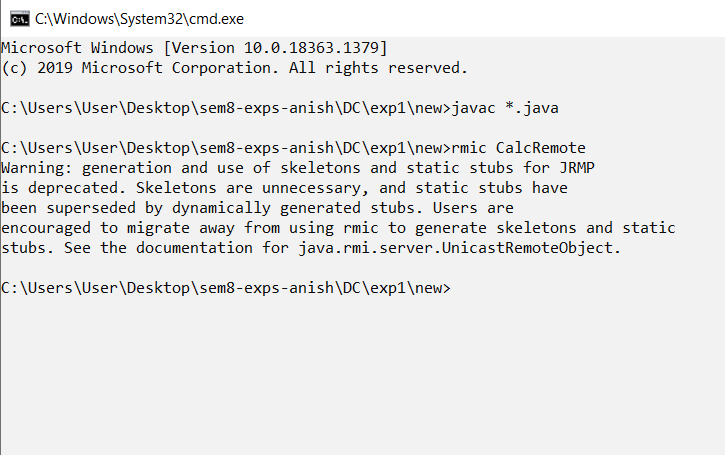 C:\Windows\System32\cmd.exe
Microsoft Windows [Version 10.0.18363.1379]
(c) 2019 Microsoft Corporation. All rights reserved.
C:\Users\User\Desktop\sem8-exps-anish\DC\exp1\new>javac *.java
C:\Users\User\Desktop\sem8-exps-anish\DC\exp1\new>rmic CalcRemote
Warning: generation and use of skeletons and static stubs for JRMP
is deprecated. Skeletons are unnecessary, and static stubs have
been superseded by dynamically generated stubs. Users are
encouraged to migrate away from using rmic to generate skeletons and static
stubs. See the documentation for java.rmi.server.UnicastRemoteObject.
C:\Users\User\Desktop\sem8-exps-anish\DC\exp1\new>